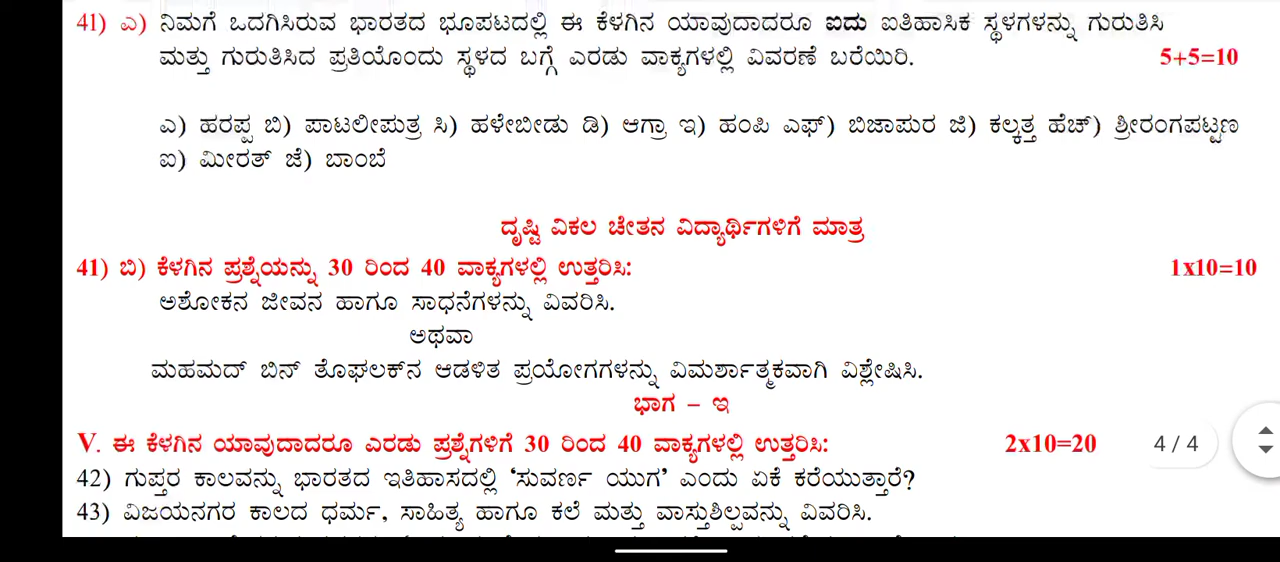 41) ಎ) ನಿಮಗೆ ಒದಗಿಸಿರುವ ಭಾರತದ ಭೂಪಟದಲ್ಲಿ ಈ ಕೆಳಗಿನ ಯಾವುದಾದರೂ ಐದು ಐತಿಹಾಸಿಕ ಸ್ಥಳಗಳನ್ನು ಗುರುತಿಸಿ
ಮತ್ತು ಗುರುತಿಸಿದ ಪ್ರತಿಯೊಂದು ಸ್ಥಳದ ಬಗ್ಗೆ ಎರಡು ವಾಕ್ಯಗಳಲ್ಲಿ ವಿವರಣೆ ಬರೆಯಿರಿ. 5+5=10
ಎ) ಹರಪ್ಪ ಬಿ) ಪಾಟಲೀಪುತ್ರ ಸಿ) ಹಳೇಬೀಡು ಡಿ) ಆಗ್ರಾ ಇ) ಹಂಪಿ ಎಫ್) ಬಿಜಾಪುರ ಜಿ) ಕಲ್ಕತ್ತ ಹೆಚ್) ಶ್ರೀರಂಗಪಟ್ಟಣ
ಐ) ಮೀರತ್ ಜೆ) ಬಾಂಬೆ
ದೃಷ್ಟಿ ವಿಕಲ ಚೇತನ ವಿದ್ಯಾರ್ಥಿಗಳಿಗೆ ಮಾತ್ರ
41) ಬಿ) ಕೆಳಗಿನ ಪ್ರಶ್ನೆಯನ್ನು 30 ರಿಂದ 40 ವಾಕ್ಯಗಳಲ್ಲಿ ಉತ್ತರಿಸಿ: 1x10=10
ಅಶೋಕನ ಜೀವನ ಹಾಗೂ ಸಾಧನೆಗಳನ್ನು ವಿವರಿಸಿ.
ಅಥವಾ
ಮಹಮದ್ ಬಿನ್ ತೊಘಲಕ್‌ನ ಆಡಳಿತ ಪ್ರಯೋಗಗಳನ್ನು ವಿಮರ್ಶಾತ್ಮಕವಾಗಿ ವಿಶ್ಲೇಷಿಸಿ.
ಭಾಗ – ಇ
V. ಈ ಕೆಳಗಿನ ಯಾವುದಾದರೂ ಎರಡು ಪ್ರಶ್ನೆಗಳಿಗೆ 30 ರಿಂದ 40 ವಾಕ್ಯಗಳಲ್ಲಿ ಉತ್ತರಿಸಿ: 2x10=20 4 / 4
42) ಗುಪ್ತರ ಕಾಲವನ್ನು ಭಾರತದ ಇತಿಹಾಸದಲ್ಲಿ ‘ಸುವರ್ಣ ಯುಗ’ ಎಂದು ಏಕೆ ಕರೆಯುತ್ತಾರೆ?
43) ವಿಜಯನಗರ ಕಾಲದ ಧರ್ಮ, ಸಾಹಿತ್ಯ ಹಾಗೂ ಕಲೆ ಮತ್ತು ವಾಸ್ತುಶಿಲ್ಪವನ್ನು ವಿವರಿಸಿ.